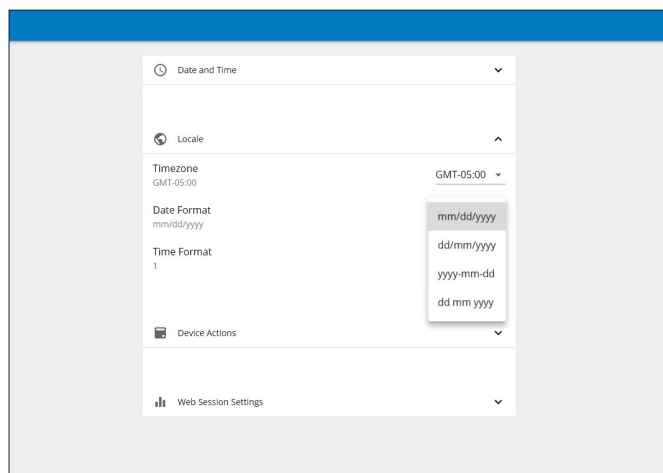 Date and Time
Locale
Timezone
GMT-05:00
GMT-05:00
Date Format
mm/dd/yyyy
mm/dd/yyyy
dd/mm/yyyy
yyyy-mm-dd
dd mm yyyy
Time Format
1
Device Actions
Web Session Settings